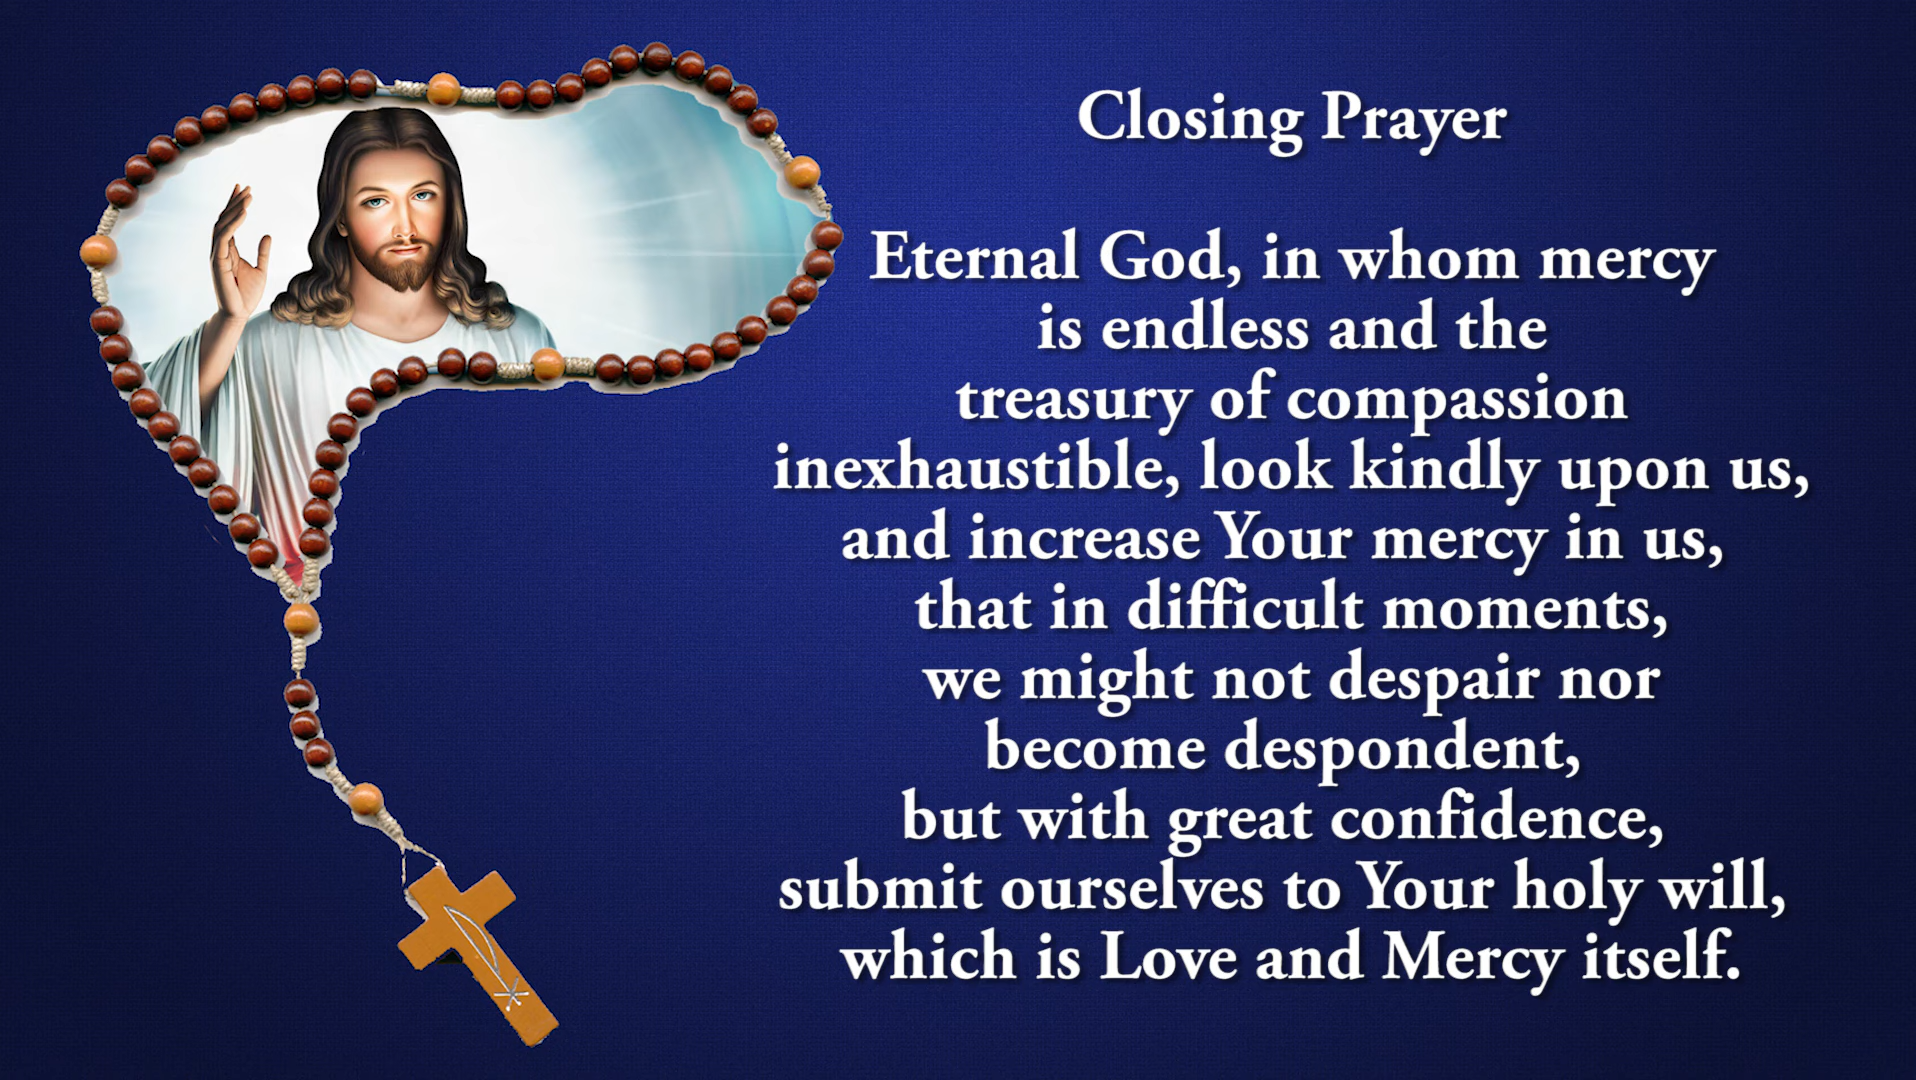 Closing Prayer
Eternal God, in whom mercy
is endless and the
treasury of compassion
inexhaustible, look kindly upon us,
and increase Your mercy in us,
that in difficult moments,
we might not despair nor
become despondent,
but with great confidence,
submit ourselves to Your holy will,
which is Love and Mercy itself.